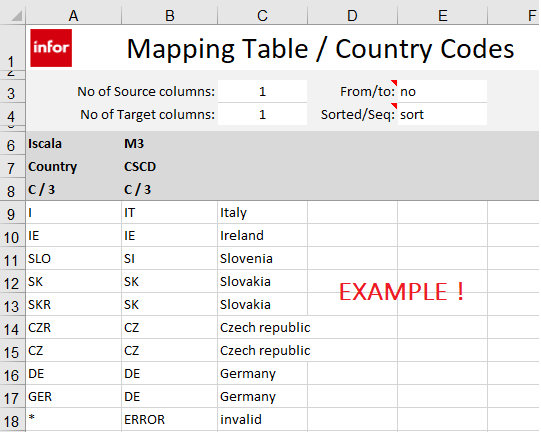 A B C D E F
1 infor Mapping Table / Country Codes
2
3 No of Source columns: 1 From/to: no
4 No of Target columns: 1 Sorted/Seq: sort
6 Iscala M3
7 Country CSCD
8 C / 3 C / 3
9 I IT Italy
10 IE IE Ireland
11 SLO SI Slovenia
12 SK SK Slovakia
EXAMPLE !
13 SKR SK Slovakia
14 CZR CZ Czech republic
15 CZ CZ Czech republic
16 DE DE Germany
17 GER DE Germany
18 * ERROR invalid